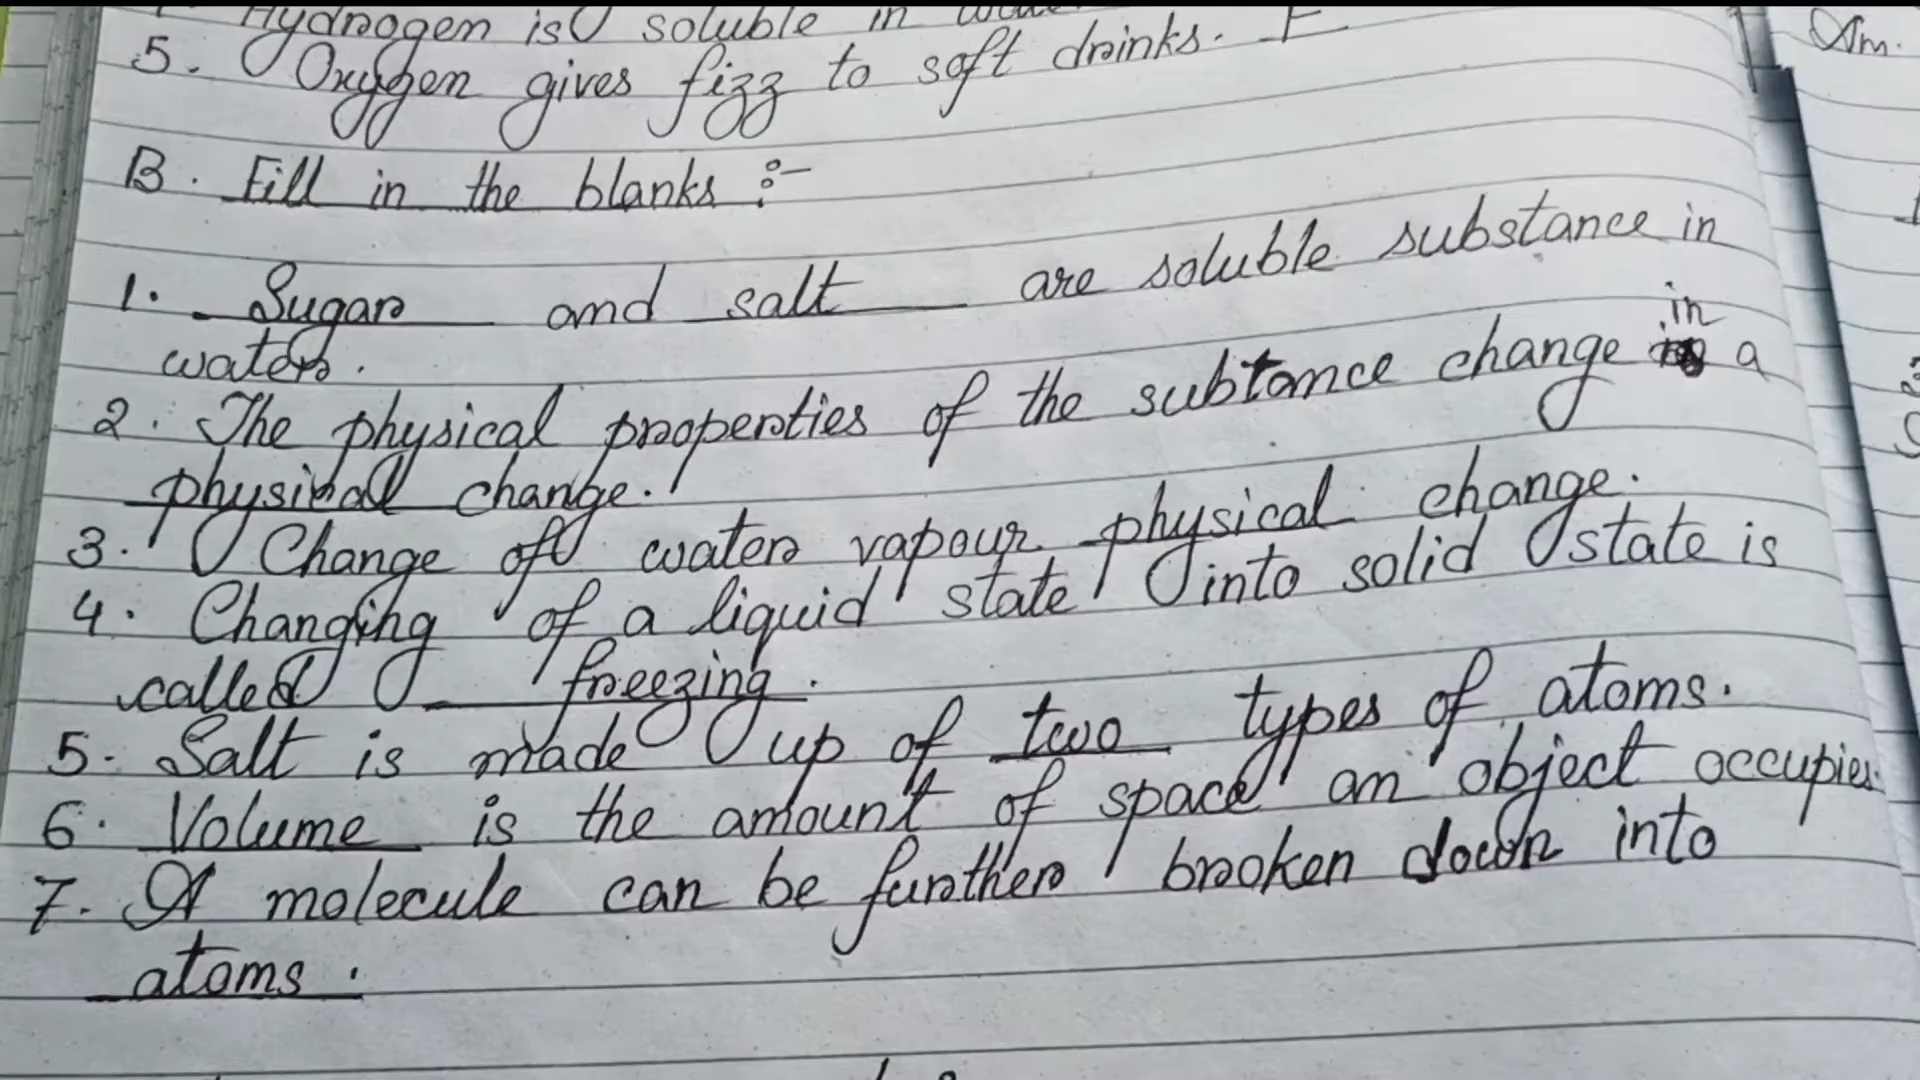 Hydrogen is soluble in
5. Oxygen gives fizz to soft drinks. F
B. Fill in the blanks :-
1. Sugar and salt are soluble substance in
water.
2. The physical properties of the subtance change in a
physical change.
3. Change of water vapour physical change.
4. Changing of a liquid state into solid state is
called freezing.
5. Salt is made up of two types of atoms.
6. Volume is the amount of space an object occupies.
7. A molecule can be further broken down into
atoms.